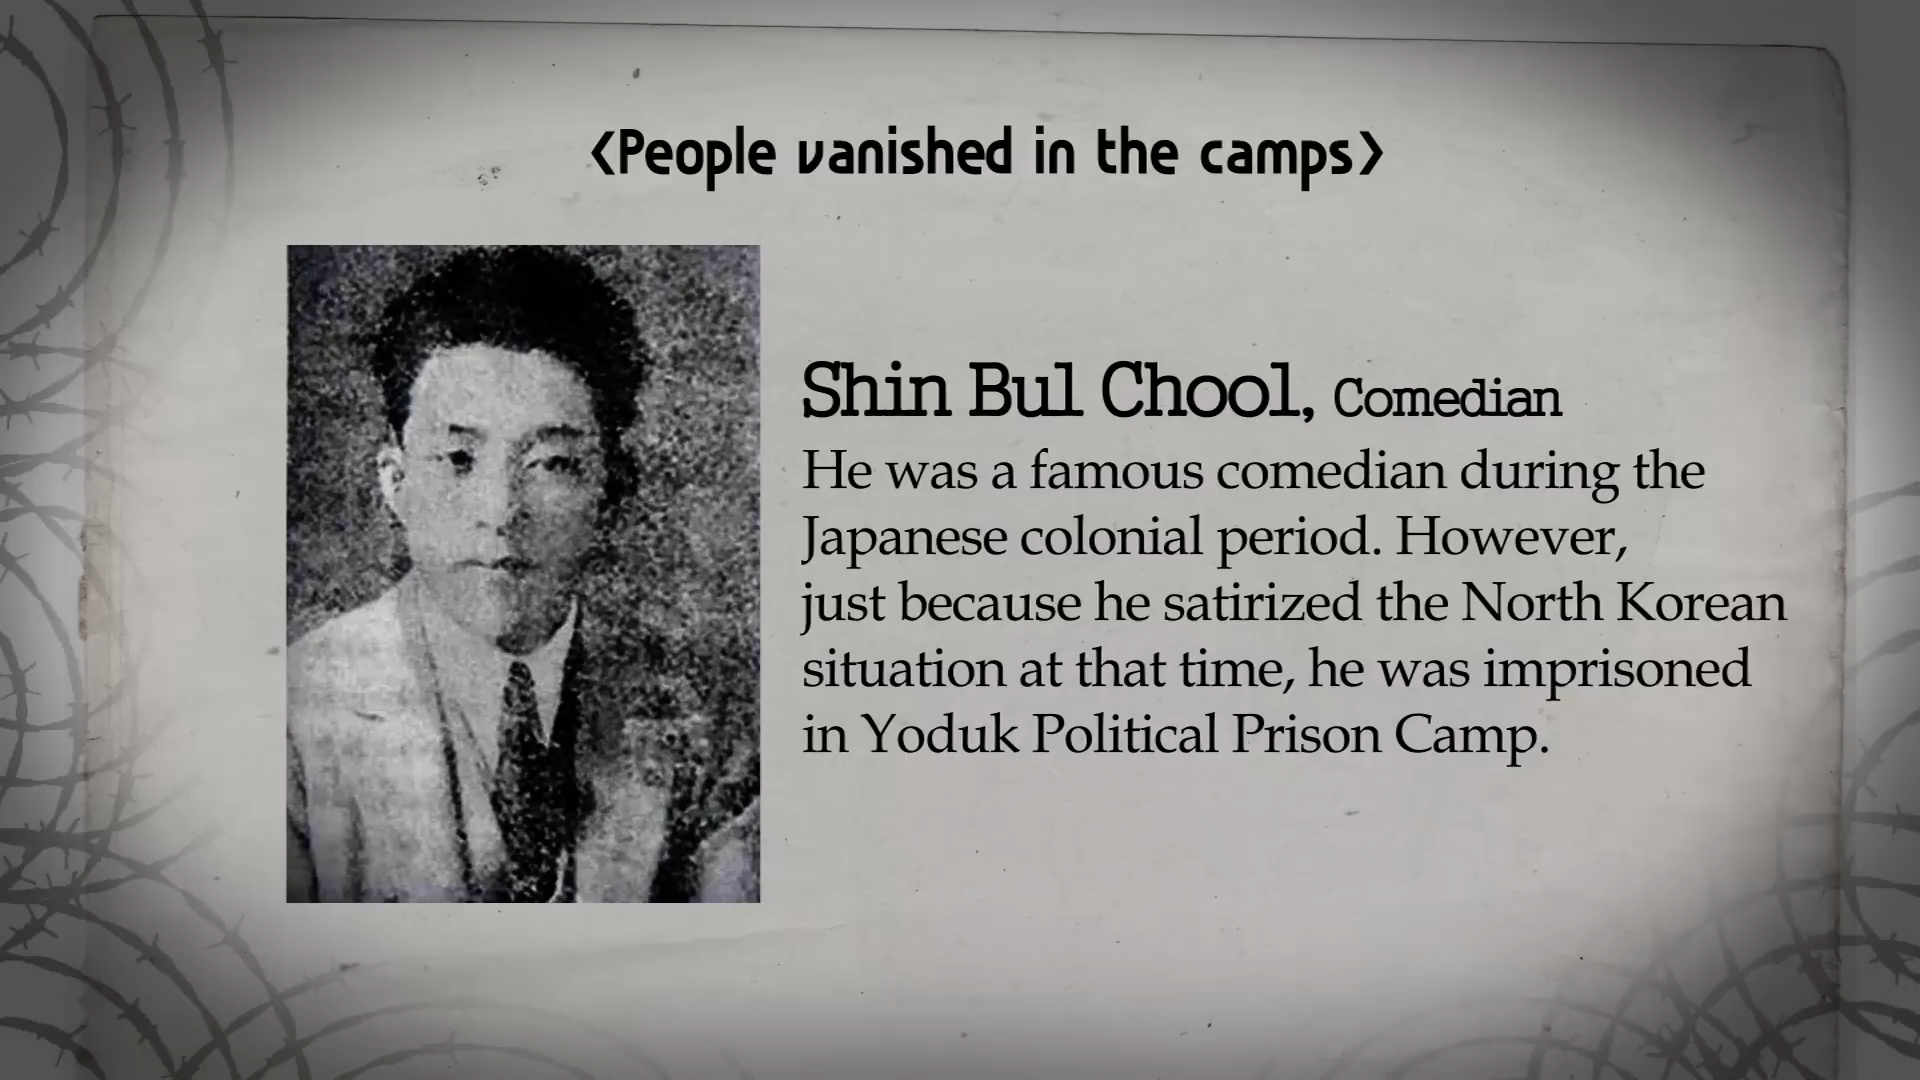 <People vanished in the camps>
Shin Bul Chool, Comedian
He was a famous comedian during the
Japanese colonial period. However,
just because he satirized the North Korean
situation at that time, he was imprisoned
in Yoduk Political Prison Camp.